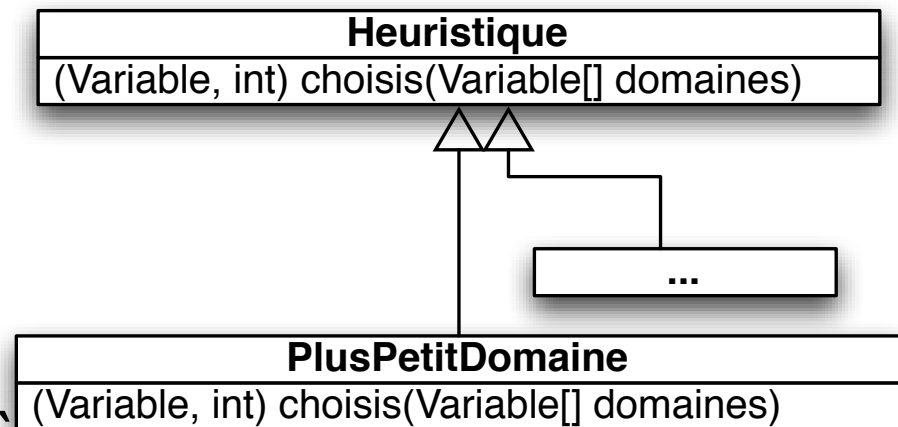 Heuristique
(Variable, int) choisis(Variable[] domaines)
...
PlusPetitDomaine
(Variable, int) choisis(Variable[] domaines)